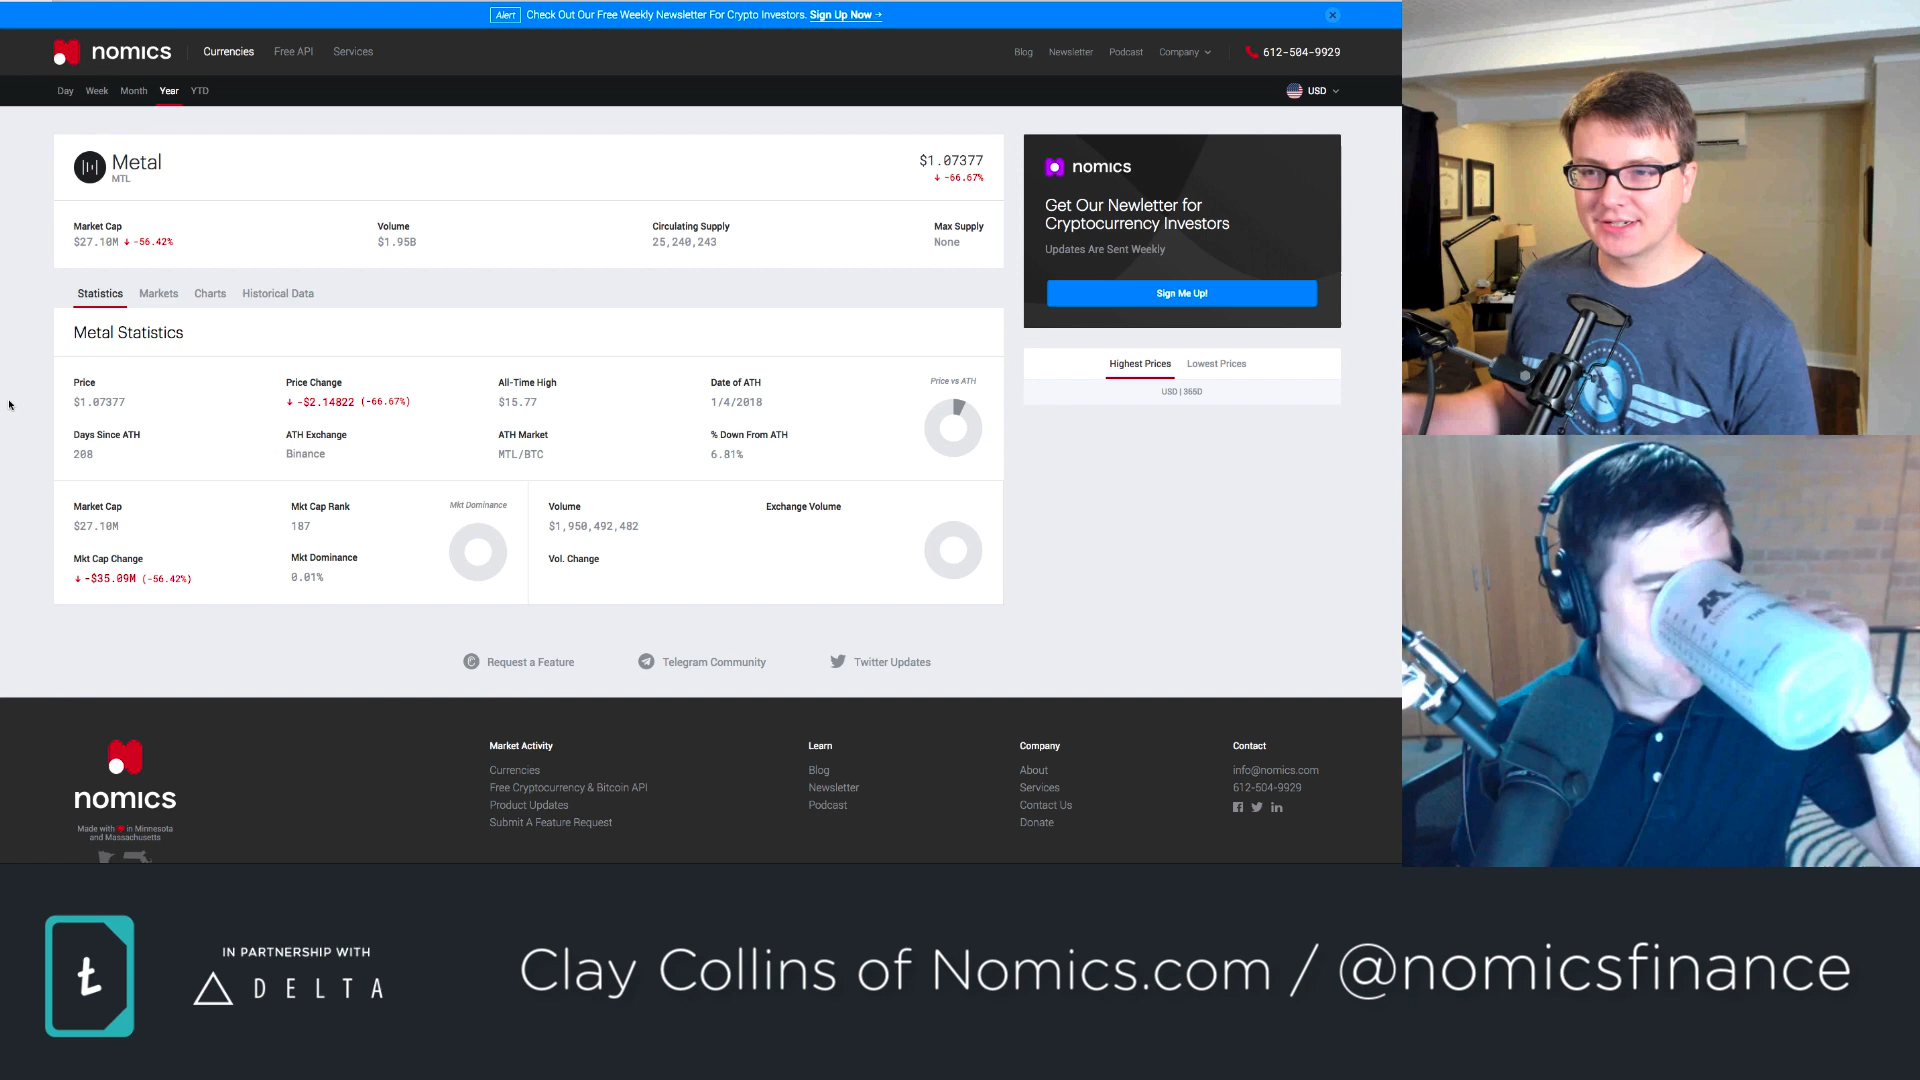 Alert Check Out Our Free Weekly Newsletter For Crypto Investors. Sign Up Now →
nomics Currencies Free API Services Blog Newsletter Podcast Company 612-504-9929
Day Week Month Year YTD USD
Metal
MTL
$1.07377
-66.67%
Market Cap Volume Circulating Supply Max Supply
$27.10M -56.42% $1.95B 25,240,243 None
Statistics Markets Charts Historical Data
Metal Statistics
Price Price Change All-Time High Date of ATH Price vs ATH
$1.07377 -$2.14822 (-66.67%) $15.77 1/4/2018
Days Since ATH ATH Exchange ATH Market % Down From ATH
208 Binance MTL/BTC 6.81%
Market Cap Mkt Cap Rank Mkt Dominance Volume Exchange Volume
$27.10M 187 $1,950,492,482
Mkt Cap Change Mkt Dominance Vol. Change
-$35.09M (-56.42%) 0.01%
nomics
Get Our Newletter for
Cryptocurrency Investors
Updates Are Sent Weekly
Sign Me Up!
Highest Prices Lowest Prices
USD | 365D
Request a Feature Telegram Community Twitter Updates
nomics
Made with in Minnesota
and Massachusetts
Market Activity
Currencies
Free Cryptocurrency & Bitcoin API
Product Updates
Submit A Feature Request
Learn
Blog
Newsletter
Podcast
Company
About
Services
Contact Us
Donate
Contact
info@nomics.com
612-504-9929
IN PARTNERSHIP WITH
DELTA
Clay Collins of Nomics.com / @nomicsfinance